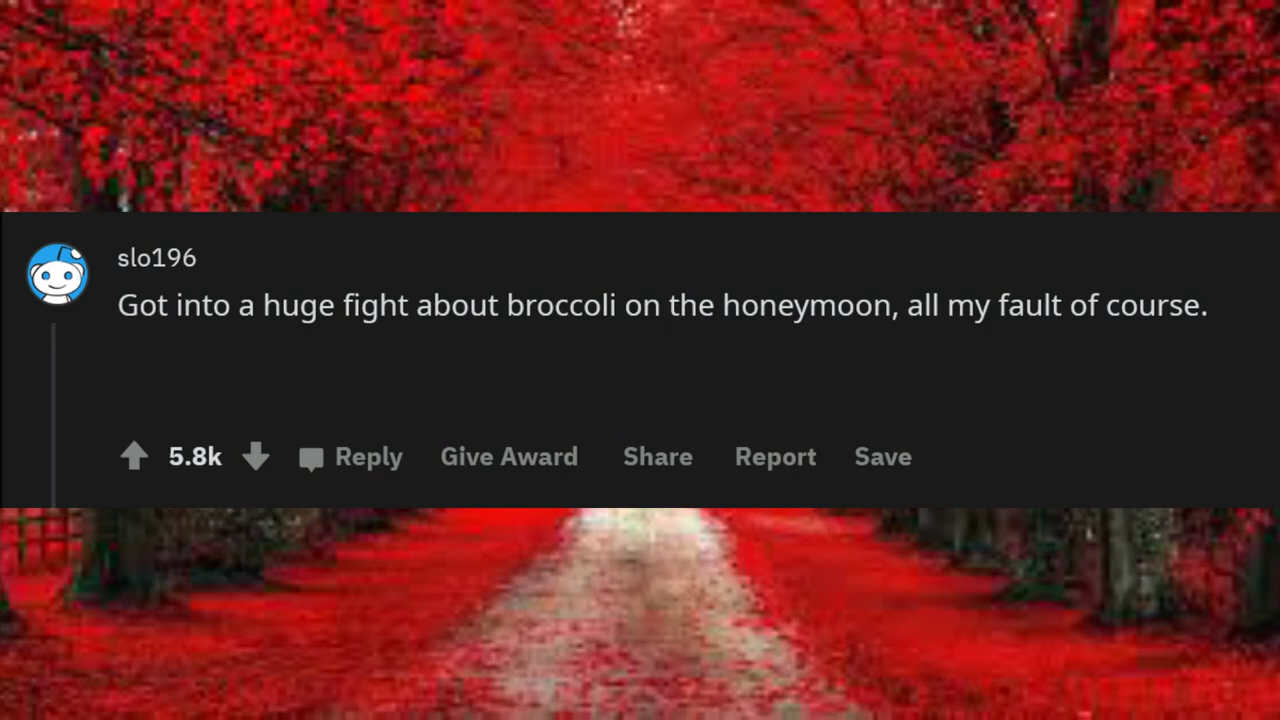 slo196
Got into a huge fight about broccoli on the honeymoon, all my fault of course.
5.8k Reply Give Award Share Report Save